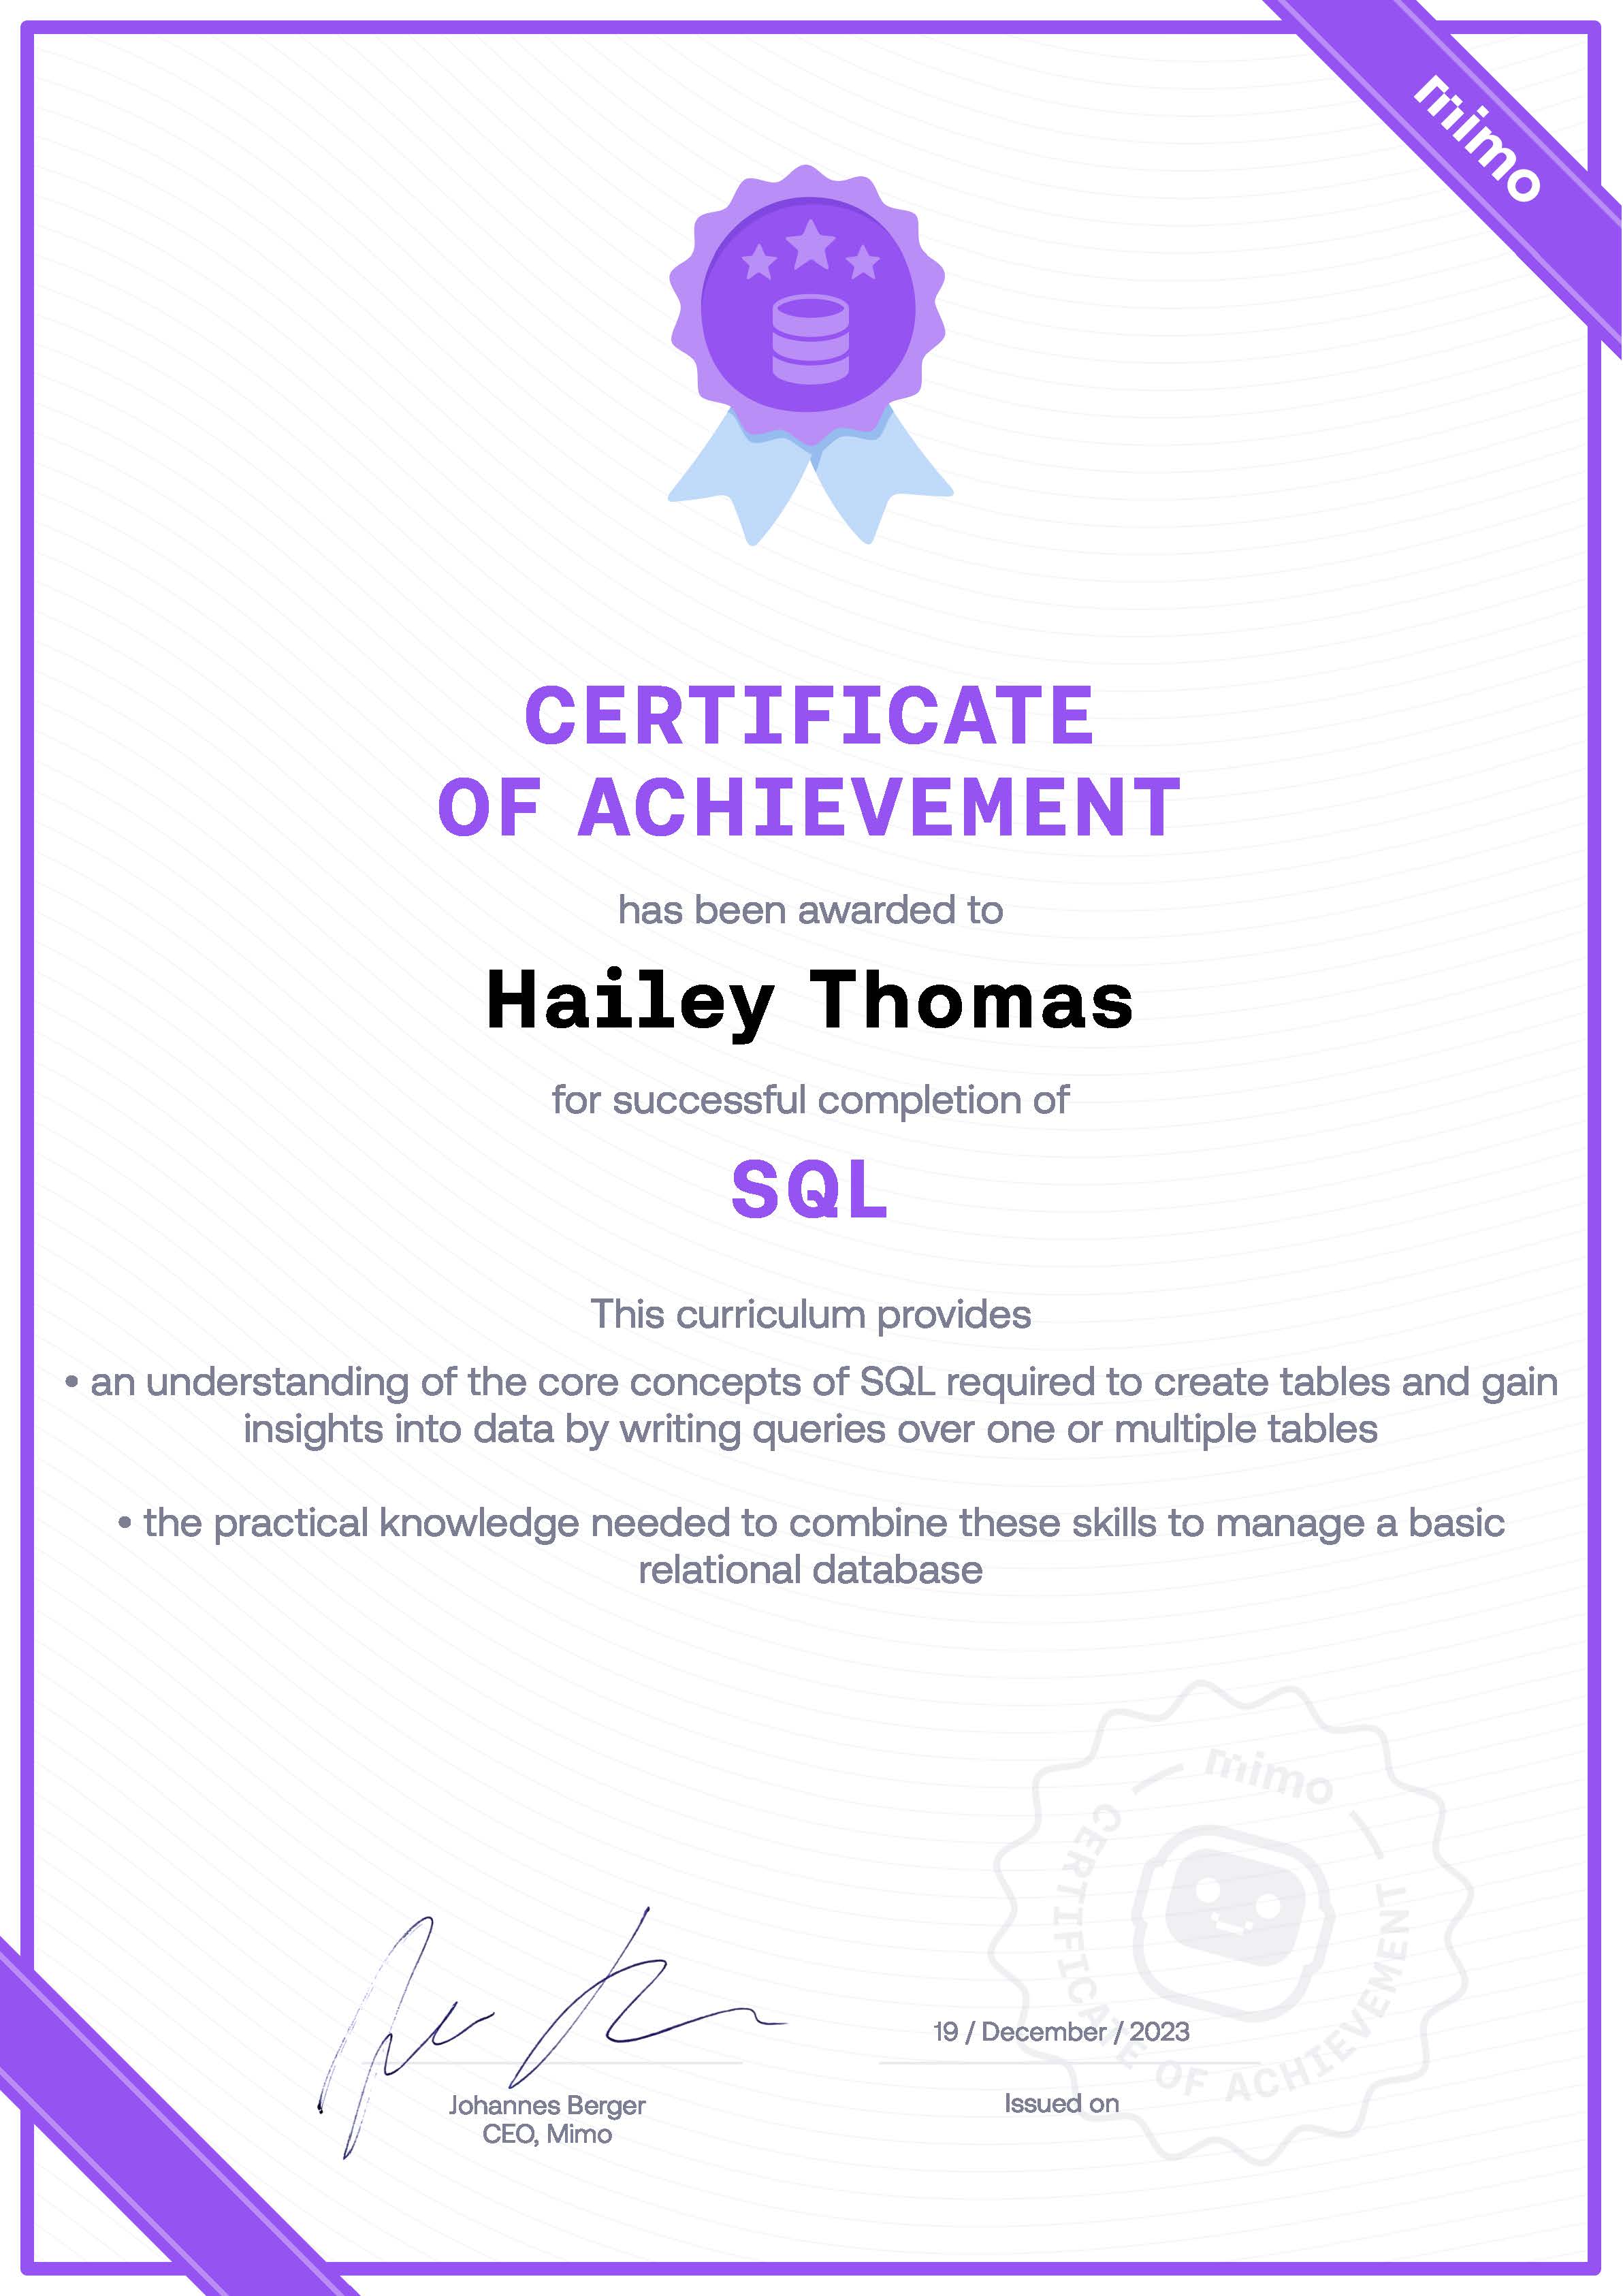 mimo
CERTIFICATE
OF ACHIEVEMENT
has been awarded to
Hailey Thomas
for successful completion of
SQL
This curriculum provides
• an understanding of the core concepts of SQL required to create tables and gain
insights into data by writing queries over one or multiple tables
• the practical knowledge needed to combine these skills to manage a basic
relational database
mimo
CERTIFICATE OF ACHIEVEMENT
19 / December / 2023
Johannes Berger
CEO, Mimo
Issued on